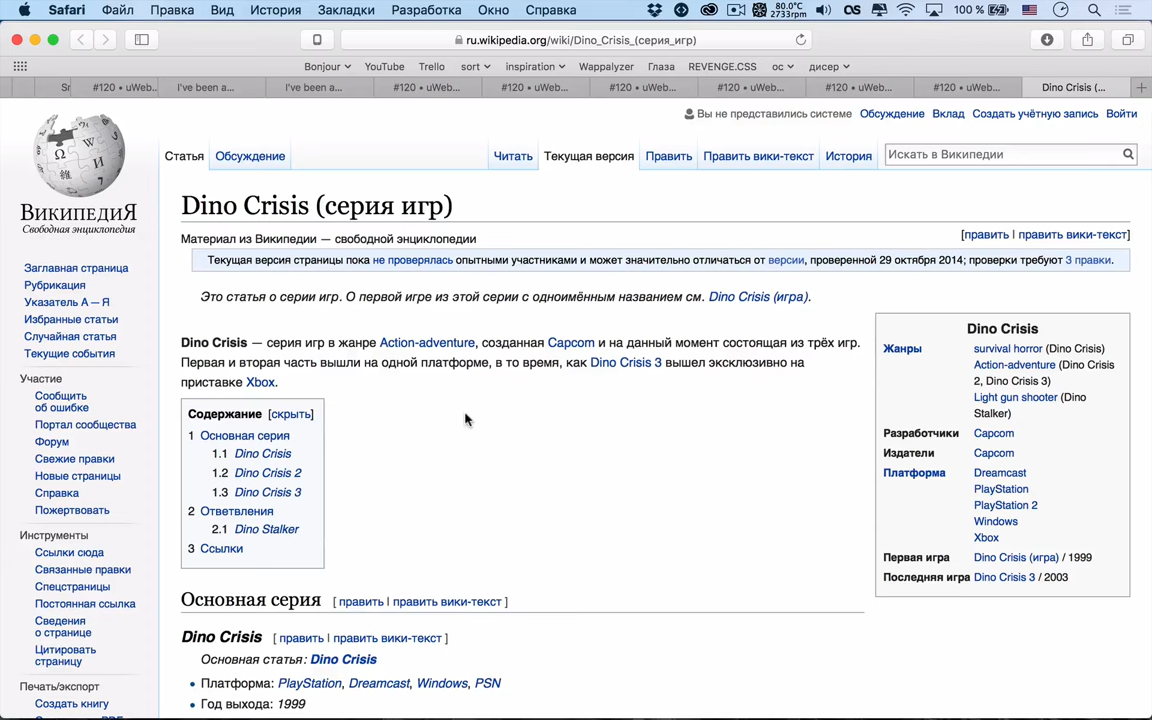 Safari Файл Правка Вид История Закладки Разработка Окно Справка 80.0°C 2733rpm 100 %
ru.wikipedia.org/wiki/Dino_Crisis_(серия_игр)
Bonjour YouTube Trello sort inspiration Wappalyzer Глаза REVENGE.CSS ос дисер
Sr #120 • uWeb... I've been a... I've been a... #120 • uWeb... #120 • uWeb... #120 • uWeb... #120 • uWeb... #120 • uWeb... #120 • uWeb... Dino Crisis (...
Вы не представились системе Обсуждение Вклад Создать учётную запись Войти
Статья Обсуждение Читать Текущая версия Править Править вики-текст История Искать в Википедии
ВИКИПЕДИЯ
Свободная энциклопедия
Заглавная страница
Рубрикация
Указатель А — Я
Избранные статьи
Случайная статья
Текущие события
Участие
Сообщить
об ошибке
Портал сообщества
Форум
Свежие правки
Новые страницы
Справка
Пожертвовать
Инструменты
Ссылки сюда
Связанные правки
Спецстраницы
Постоянная ссылка
Сведения
о странице
Цитировать
страницу
Печать/экспорт
Создать книгу
Dino Crisis (серия игр)
Материал из Википедии — свободной энциклопедии
[править | править вики-текст]
Текущая версия страницы пока не проверялась опытными участниками и может значительно отличаться от версии, проверенной 29 октября 2014; проверки требуют 3 правки.
Это статья о серии игр. О первой игре из этой серии с одноимённым названием см. Dino Crisis (игра).
Dino Crisis — серия игр в жанре Action-adventure, созданная Capcom и на данный момент состоящая из трёх игр.
Первая и вторая часть вышли на одной платформе, в то время, как Dino Crisis 3 вышел эксклюзивно на
приставке Xbox.
Содержание [скрыть]
1 Основная серия
1.1 Dino Crisis
1.2 Dino Crisis 2
1.3 Dino Crisis 3
2 Ответвления
2.1 Dino Stalker
3 Ссылки
Основная серия [ править | править вики-текст ]
Dino Crisis [ править | править вики-текст ]
Основная статья: Dino Crisis
Платформа: PlayStation, Dreamcast, Windows, PSN
Год выхода: 1999
Dino Crisis
Жанры survival horror (Dino Crisis)
Action-adventure (Dino Crisis
2, Dino Crisis 3)
Light gun shooter (Dino
Stalker)
Разработчики Capcom
Издатели Capcom
Платформа Dreamcast
PlayStation
PlayStation 2
Windows
Xbox
Первая игра Dino Crisis (игра) / 1999
Последняя игра Dino Crisis 3 / 2003